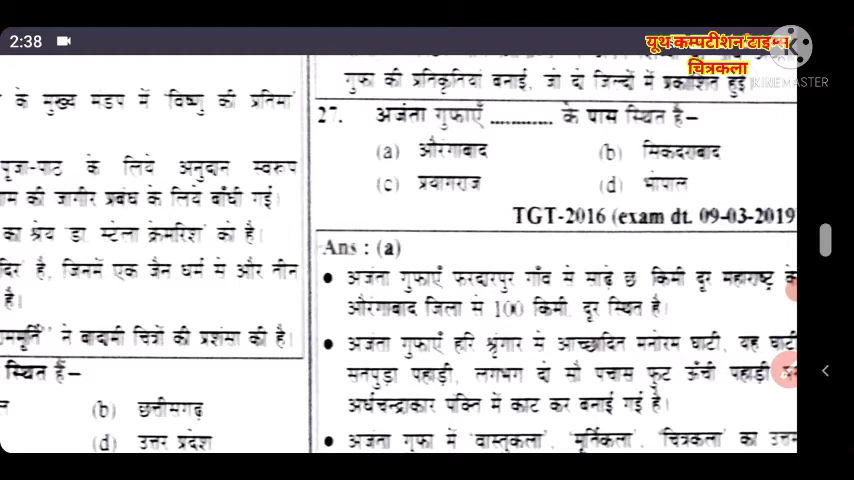 2:38
यूथ कम्पटीशन टाइम्स
चित्रकला
KINEMASTER
के मुख्य मंडप में 'विष्णु की प्रतिमा'
पूजा-पाठ के लिये अनुदान स्वरूप
की जागीर प्रबंध के लिये बाँधी गई।
का श्रेय डा. स्टेला क्रेमरिश को है।
है, जिनमें एक जैन धर्म से और तीन
है।
ने बादामी चित्रों की प्रशंसा की है।
स्थित हैं–
(b) छत्तीसगढ़
(d) उत्तर प्रदेश
गुफा की प्रतिकृतियां बनाई, जो दो जिल्दों में प्रकाशित हुई
27. अजंता गुफाएँ ............ के पास स्थित है–
(a) औरंगाबाद (b) सिकदराबाद
(c) प्रयागराज (d) भोपाल
TGT-2016 (exam dt. 09-03-2019
Ans : (a)
● अजंता गुफाएँ फरदारपुर गाँव से साढ़े छ किमी दूर महाराष्ट्र के
औरंगाबाद जिला से 100 किमी. दूर स्थित है।
● अजंता गुफाएँ हरि श्रृंगार से आच्छादित मनोरम घाटी, यह घाटी
सतपुड़ा पहाड़ी, लगभग दो सौ पचास फुट ऊँची पहाड़ी
अर्धचन्द्राकार पंक्ति में काट कर बनाई गई है।
● अजंता गुफा में 'वास्तुकला', 'मूर्तिकला', 'चित्रकला' का